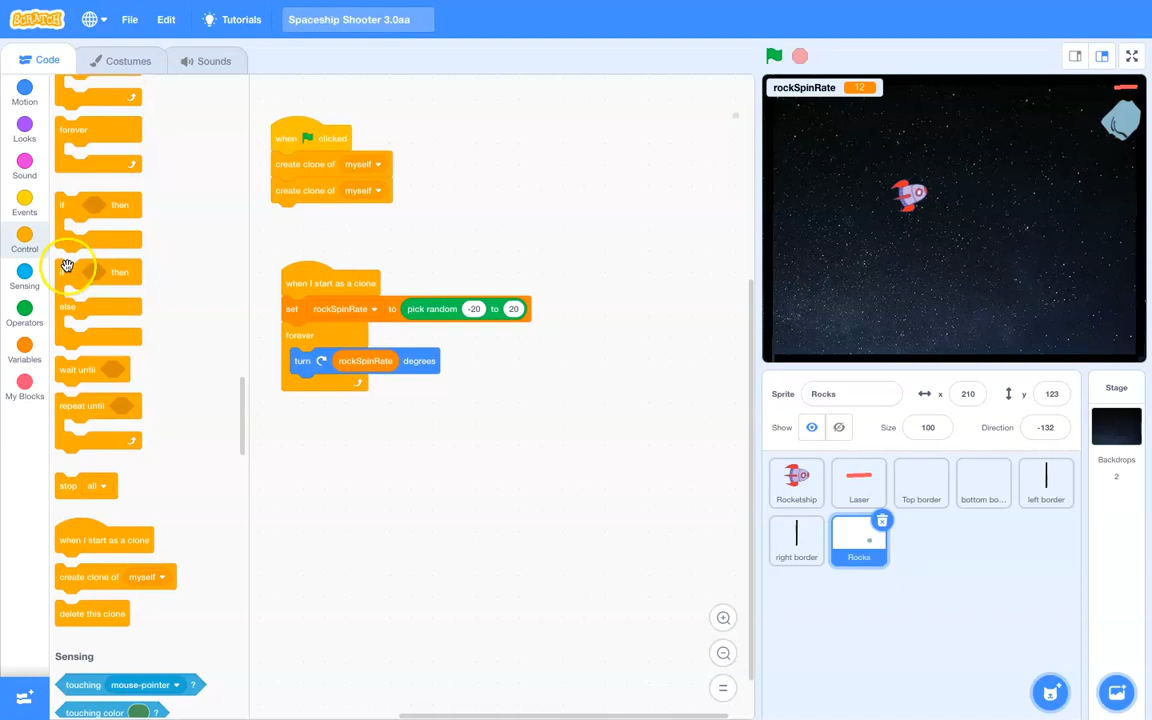 SCRATCH File Edit Tutorials Spaceship Shooter 3.0aa
Code Costumes Sounds
Motion
Looks
Sound
Events
Control
Sensing
Operators
Variables
My Blocks
forever
if then
if then
else
wait until
repeat until
stop all
when I start as a clone
create clone of myself
delete this clone
Sensing
touching mouse-pointer ?
touching color ?
when clicked
create clone of myself
create clone of myself
when I start as a clone
set rockSpinRate to pick random -20 to 20
forever
turn rockSpinRate degrees
rockSpinRate 12
Sprite Rocks x 210 y 123
Show Size 100 Direction -132
Rocketship Laser Top border bottom bo... left border
right border Rocks
Stage
Backdrops
2